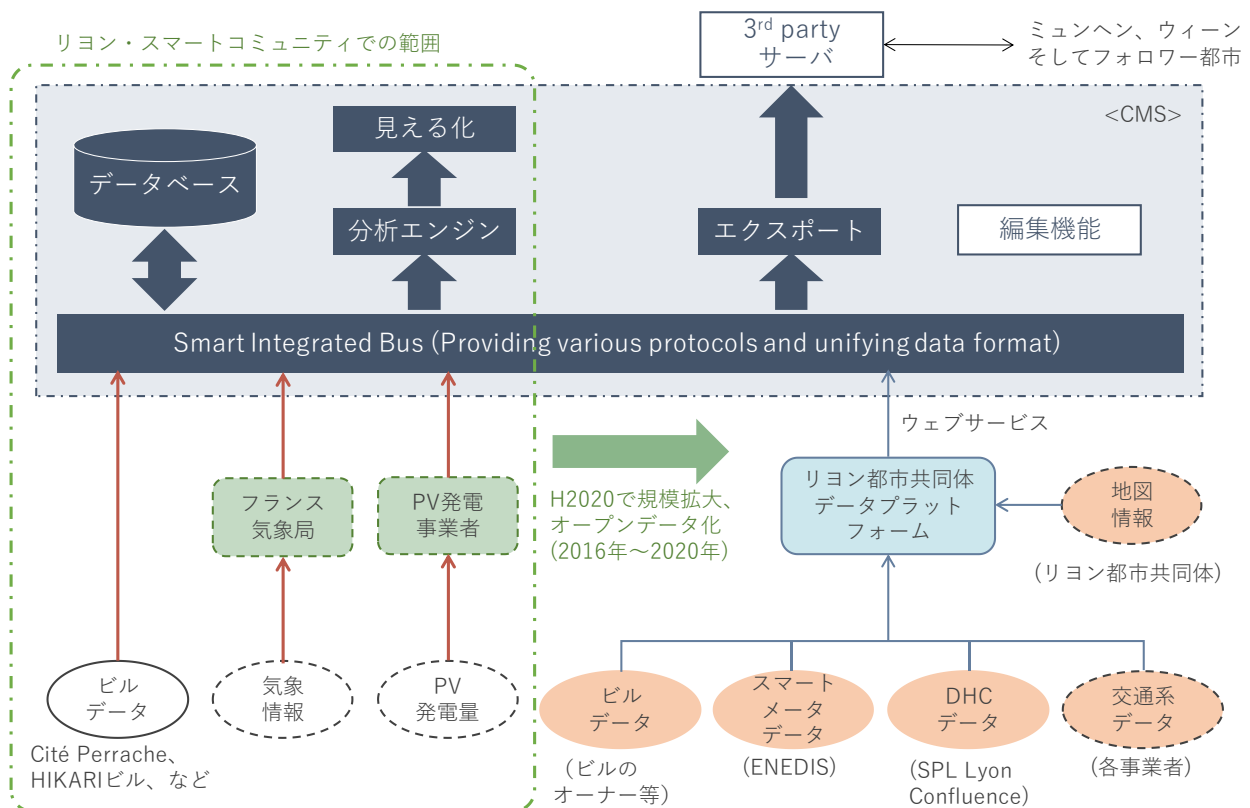 リヨン・スマートコミュニティでの範囲
3rd party
サーバ
ミュンヘン、ウィーン
そしてフォロワー都市
<CMS>
データベース
見える化
分析エンジン
エクスポート
編集機能
Smart Integrated Bus (Providing various protocols and unifying data format)
ウェブサービス
フランス
気象局
PV発電
事業者
H2020で規模拡大、
オープンデータ化
(2016年～2020年)
リヨン都市共同体
データプラット
フォーム
地図
情報
(リヨン都市共同体)
ビル
データ
気象
情報
PV
発電量
ビル
データ
スマート
メータ
データ
DHC
データ
交通系
データ
Cité Perrache、
HIKARIビル、など
（ビルの
オーナー等)
(ENEDIS)
(SPL Lyon
Confluence)
(各事業者)